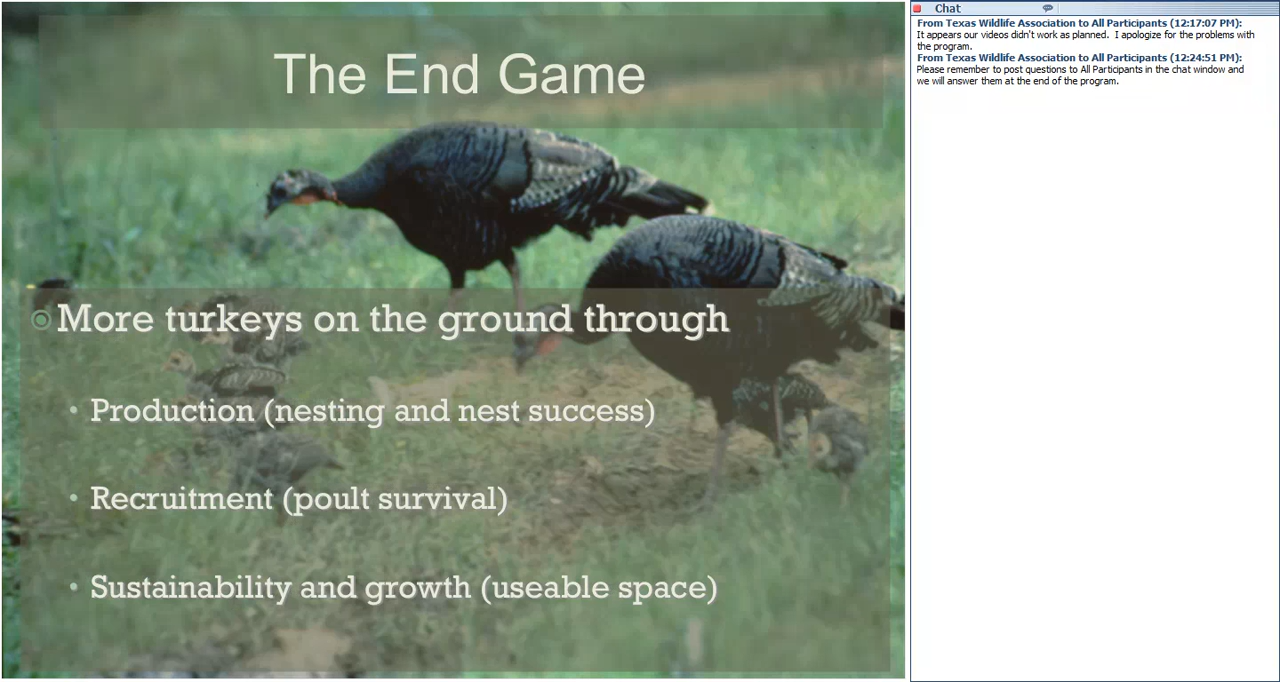 The End Game
More turkeys on the ground through
• Production (nesting and nest success)
• Recruitment (poult survival)
• Sustainability and growth (useable space)
Chat
From Texas Wildlife Association to All Participants (12:17:07 PM):
It appears our videos didn't work as planned.  I apologize for the problems with
the program.
From Texas Wildlife Association to All Participants (12:24:51 PM):
Please remember to post questions to All Participants in the chat window and
we will answer them at the end of the program.